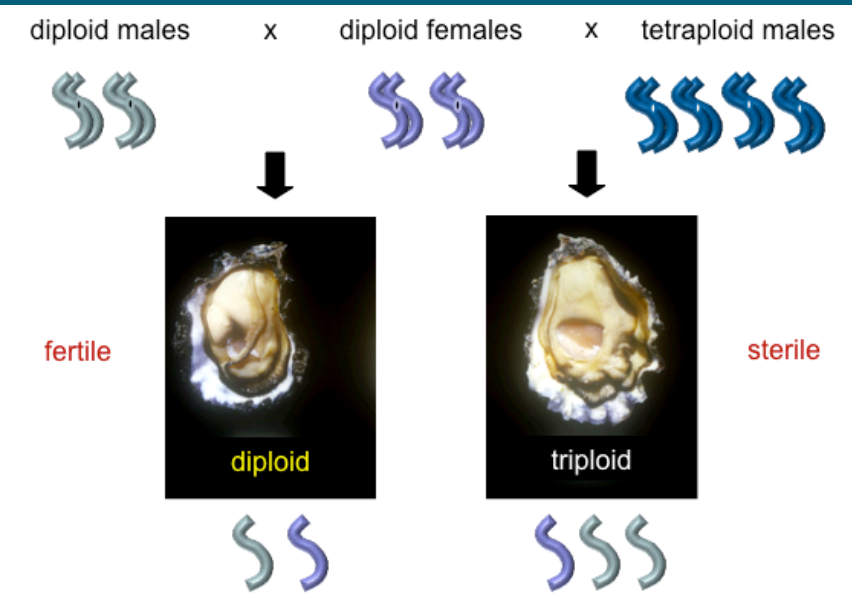 diploid males x diploid females x tetraploid males
fertile
sterile
diploid
triploid